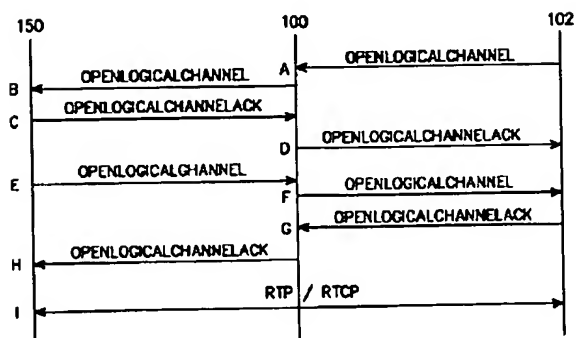 150 100 102
A OPENLOGICALCHANNEL
B OPENLOGICALCHANNEL
C OPENLOGICALCHANNELACK
D OPENLOGICALCHANNELACK
E OPENLOGICALCHANNEL
F OPENLOGICALCHANNEL
G OPENLOGICALCHANNELACK
H OPENLOGICALCHANNELACK
I RTP / RTCP